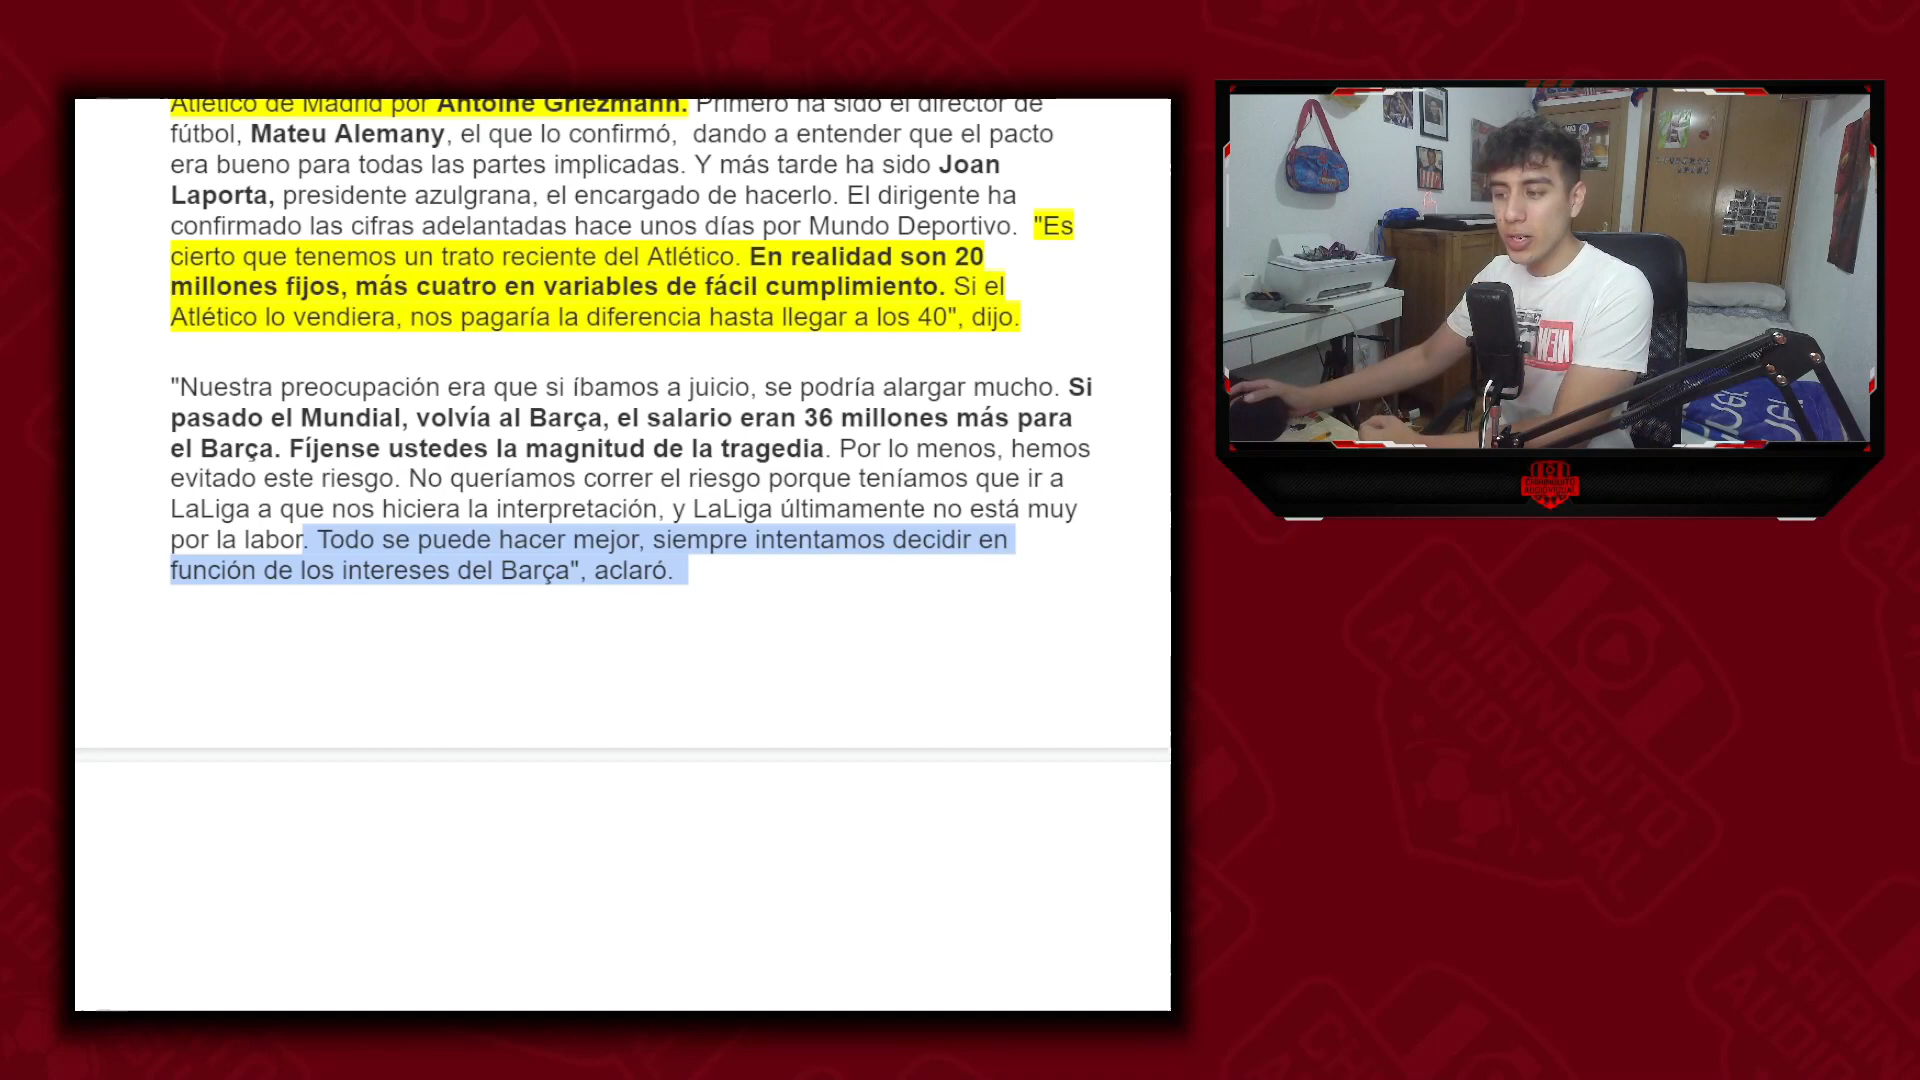 Atlético de Madrid por Antoine Griezmann. Primero ha sido el director de
fútbol, Mateu Alemany, el que lo confirmó,  dando a entender que el pacto
era bueno para todas las partes implicadas. Y más tarde ha sido Joan
Laporta, presidente azulgrana, el encargado de hacerlo. El dirigente ha
confirmado las cifras adelantadas hace unos días por Mundo Deportivo.  "Es
cierto que tenemos un trato reciente del Atlético. En realidad son 20
millones fijos, más cuatro en variables de fácil cumplimiento. Si el
Atlético lo vendiera, nos pagaría la diferencia hasta llegar a los 40", dijo.
"Nuestra preocupación era que si íbamos a juicio, se podría alargar mucho. Si
pasado el Mundial, volvía al Barça, el salario eran 36 millones más para
el Barça. Fíjense ustedes la magnitud de la tragedia. Por lo menos, hemos
evitado este riesgo. No queríamos correr el riesgo porque teníamos que ir a
LaLiga a que nos hiciera la interpretación, y LaLiga últimamente no está muy
por la labor. Todo se puede hacer mejor, siempre intentamos decidir en
función de los intereses del Barça", aclaró.
CHIRINGUITO
AUDIOVISUAL
CHIRINGUITO
AUDIOVISUAL